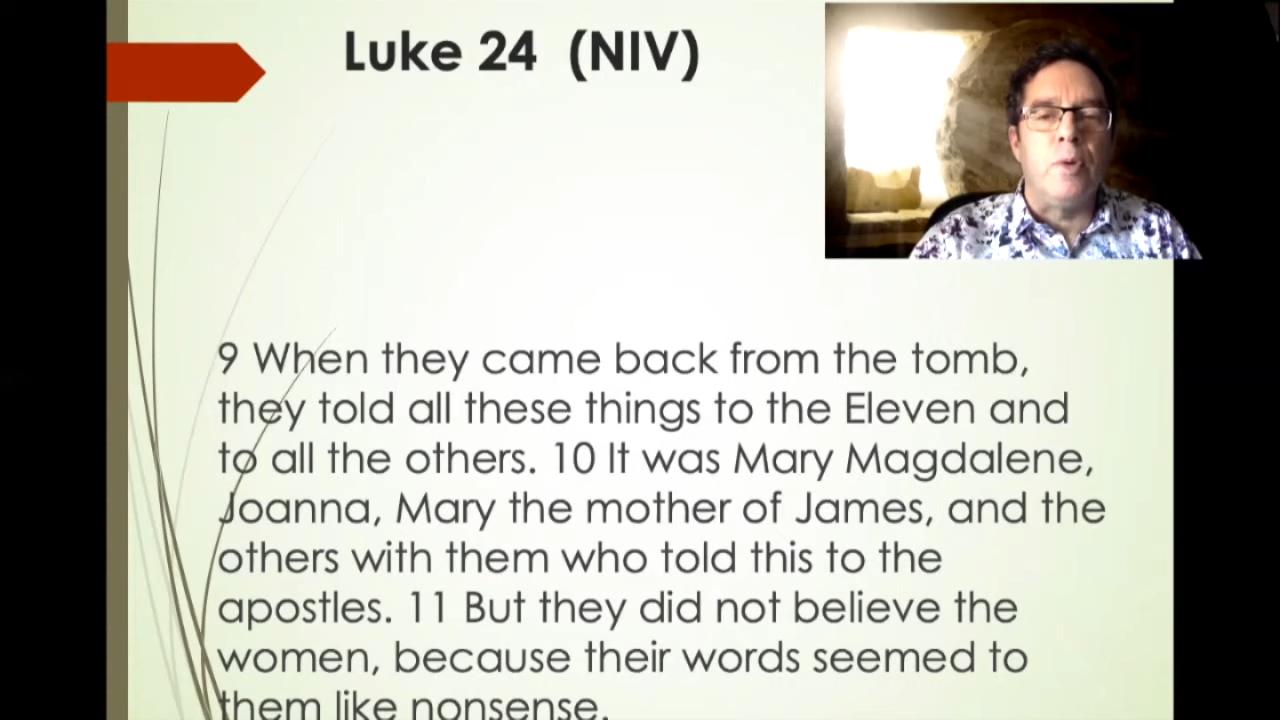 Luke 24 (NIV)
9 When they came back from the tomb,
they told all these things to the Eleven and
to all the others. 10 It was Mary Magdalene,
Joanna, Mary the mother of James, and the
others with them who told this to the
apostles. 11 But they did not believe the
women, because their words seemed to
them like nonsense.